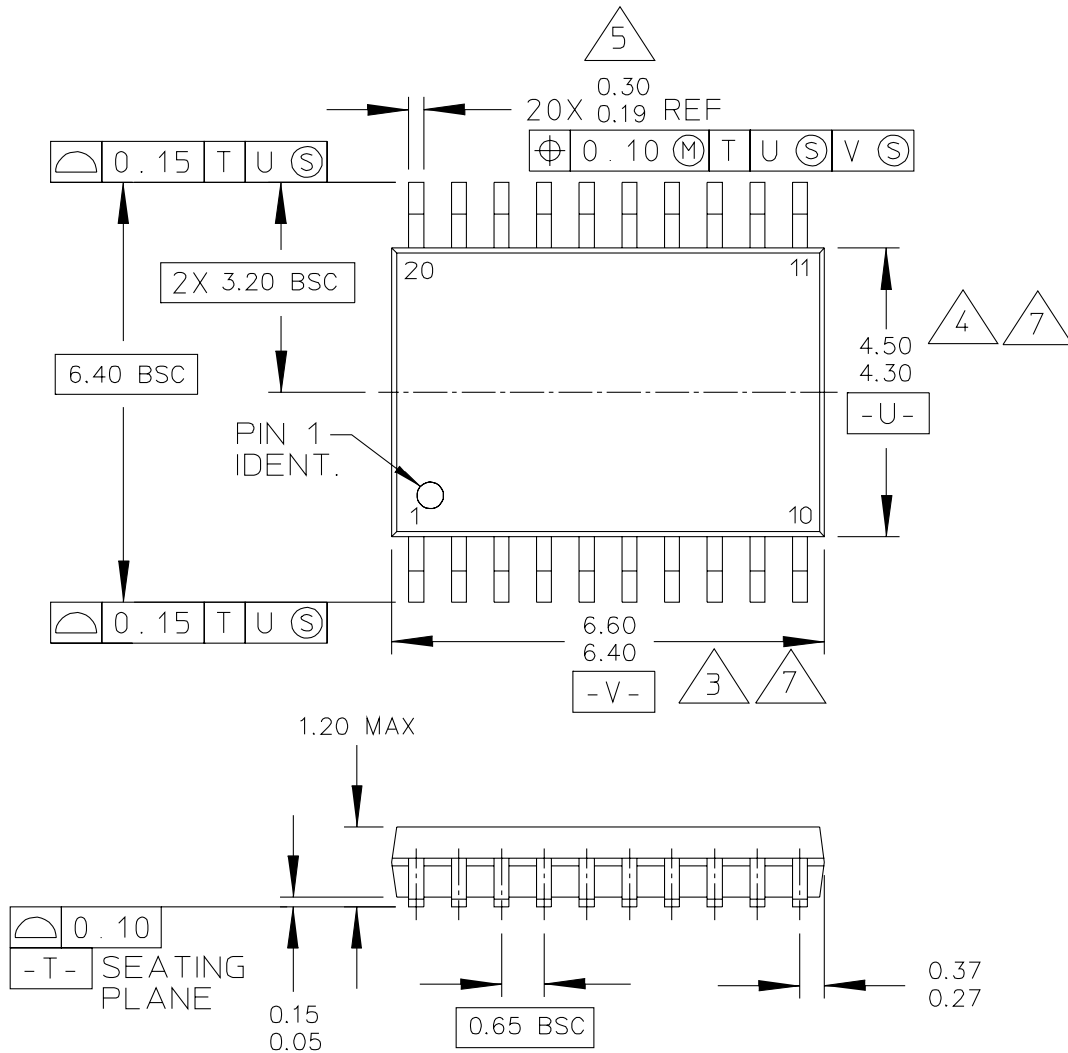 5
0.30
20X 0.19 REF
⌖ 0.10 Ⓜ T U Ⓢ V Ⓢ
⌓ 0.15 T U Ⓢ
20 11
2X 3.20 BSC
4 7
4.50
4.30
-U-
6.40 BSC
PIN 1
IDENT.
1 10
⌓ 0.15 T U Ⓢ
6.60
6.40
-V-
3 7
1.20 MAX
⌓ 0.10
-T- SEATING
PLANE
0.15
0.05
0.65 BSC
0.37
0.27